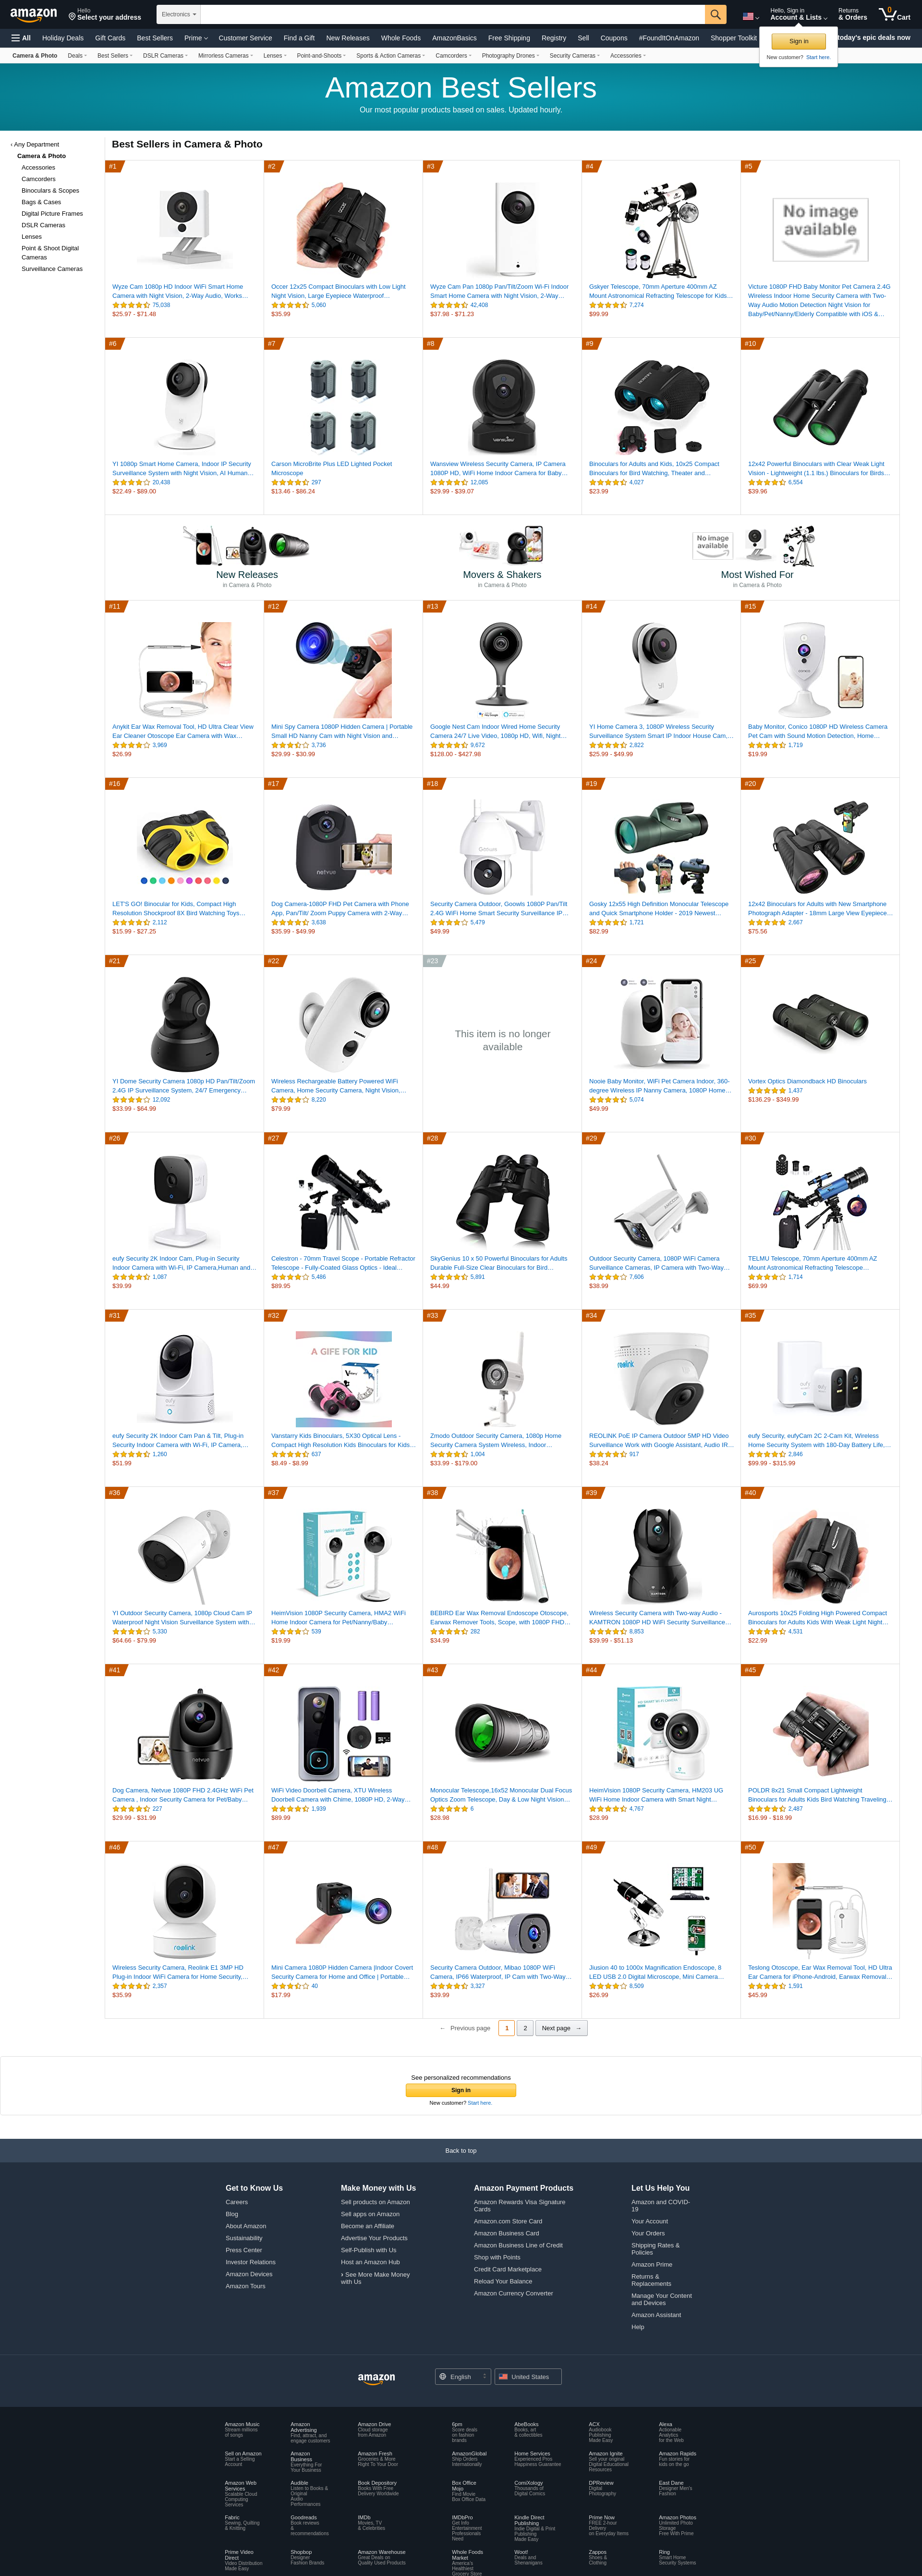 amazon
Hello
Select your address
Electronics
Hello, Sign in
Account & Lists
Returns
& Orders
0
Cart
All
Holiday Deals
Gift Cards
Best Sellers
Prime
Customer Service
Find a Gift
New Releases
Whole Foods
AmazonBasics
Free Shipping
Registry
Sell
Coupons
#FoundItOnAmazon
Shopper Toolkit
today's epic deals now
Sign in
New customer? Start here.
Camera & Photo
Deals
Best Sellers
DSLR Cameras
Mirrorless Cameras
Lenses
Point-and-Shoots
Sports & Action Cameras
Camcorders
Photography Drones
Security Cameras
Accessories
Amazon Best Sellers
Our most popular products based on sales. Updated hourly.
‹ Any Department
Camera & Photo
Accessories
Camcorders
Binoculars & Scopes
Bags & Cases
Digital Picture Frames
DSLR Cameras
Lenses
Point & Shoot Digital
Cameras
Surveillance Cameras
Best Sellers in Camera & Photo
#1
Wyze Cam 1080p HD Indoor WiFi Smart Home
Camera with Night Vision, 2-Way Audio, Works…
75,038
$25.97 - $71.48
#2
Occer 12x25 Compact Binoculars with Low Light
Night Vision, Large Eyepiece Waterproof…
5,060
$35.99
#3
Wyze Cam Pan 1080p Pan/Tilt/Zoom Wi-Fi Indoor
Smart Home Camera with Night Vision, 2-Way…
42,408
$37.98 - $71.23
#4
Gskyer Telescope, 70mm Aperture 400mm AZ
Mount Astronomical Refracting Telescope for Kids…
7,274
$99.99
#5
No image
available
Victure 1080P FHD Baby Monitor Pet Camera 2.4G
Wireless Indoor Home Security Camera with Two-
Way Audio Motion Detection Night Vision for
Baby/Pet/Nanny/Elderly Compatible with iOS &…
#6
YI 1080p Smart Home Camera, Indoor IP Security
Surveillance System with Night Vision, AI Human…
20,438
$22.49 - $89.00
#7
Carson MicroBrite Plus LED Lighted Pocket
Microscope
297
$13.46 - $86.24
#8
Wansview Wireless Security Camera, IP Camera
1080P HD, WiFi Home Indoor Camera for Baby…
12,085
$29.99 - $39.07
#9
Binoculars for Adults and Kids, 10x25 Compact
Binoculars for Bird Watching, Theater and…
4,027
$23.99
#10
12x42 Powerful Binoculars with Clear Weak Light
Vision - Lightweight (1.1 lbs.) Binoculars for Birds…
6,554
$39.96
New Releases
in Camera & Photo
Movers & Shakers
in Camera & Photo
No image
available
Most Wished For
in Camera & Photo
#11
Anykit Ear Wax Removal Tool, HD Ultra Clear View
Ear Cleaner Otoscope Ear Camera with Wax…
3,969
$26.99
#12
Mini Spy Camera 1080P Hidden Camera | Portable
Small HD Nanny Cam with Night Vision and…
3,736
$29.99 - $30.99
#13
Google Nest Cam Indoor Wired Home Security
Camera 24/7 Live Video, 1080p HD, Wifi, Night…
9,672
$128.00 - $427.98
#14
YI Home Camera 3, 1080P Wireless Security
Surveillance System Smart IP Indoor House Cam,…
2,822
$25.99 - $49.99
#15
Baby Monitor, Conico 1080P HD Wireless Camera
Pet Cam with Sound Motion Detection, Home…
1,719
$19.99
#16
LET'S GO! Binocular for Kids, Compact High
Resolution Shockproof 8X Bird Watching Toys…
2,112
$15.99 - $27.25
#17
netvue
Dog Camera-1080P FHD Pet Camera with Phone
App, Pan/Tilt/ Zoom Puppy Camera with 2-Way…
3,638
$35.99 - $49.99
#18
Security Camera Outdoor, Goowls 1080P Pan/Tilt
2.4G WiFi Home Smart Security Surveillance IP…
5,479
$49.99
#19
Gosky 12x55 High Definition Monocular Telescope
and Quick Smartphone Holder - 2019 Newest…
1,721
$82.99
#20
12x42 Binoculars for Adults with New Smartphone
Photograph Adapter - 18mm Large View Eyepiece…
2,667
$75.56
#21
YI Dome Security Camera 1080p HD Pan/Tilt/Zoom
2.4G IP Surveillance System, 24/7 Emergency…
12,092
$33.99 - $64.99
#22
Wireless Rechargeable Battery Powered WiFi
Camera, Home Security Camera, Night Vision,…
8,220
$79.99
#23
This item is no longer
available
#24
Nooie Baby Monitor, WiFi Pet Camera Indoor, 360-
degree Wireless IP Nanny Camera, 1080P Home…
5,074
$49.99
#25
Vortex Optics Diamondback HD Binoculars
1,437
$136.29 - $349.99
#26
eufy Security 2K Indoor Cam, Plug-in Security
Indoor Camera with Wi-Fi, IP Camera,Human and…
1,087
$39.99
#27
Celestron - 70mm Travel Scope - Portable Refractor
Telescope - Fully-Coated Glass Optics - Ideal…
5,486
$89.95
#28
SkyGenius 10 x 50 Powerful Binoculars for Adults
Durable Full-Size Clear Binoculars for Bird…
5,891
$44.99
#29
Outdoor Security Camera, 1080P WiFi Camera
Surveillance Cameras, IP Camera with Two-Way…
7,606
$38.99
#30
TELMU Telescope, 70mm Aperture 400mm AZ
Mount Astronomical Refracting Telescope…
1,714
$69.99
#31
eufy Security 2K Indoor Cam Pan & Tilt, Plug-in
Security Indoor Camera with Wi-Fi, IP Camera,…
1,260
$51.99
#32
A GIFE FOR KID
Vanstarry Kids Binoculars, 5X30 Optical Lens -
Compact High Resolution Kids Binoculars for Kids…
637
$8.49 - $8.99
#33
Zmodo Outdoor Security Camera, 1080p Home
Security Camera System Wireless, Indoor…
1,004
$33.99 - $179.00
#34
reolink
REOLINK PoE IP Camera Outdoor 5MP HD Video
Surveillance Work with Google Assistant, Audio IR…
917
$38.24
#35
eufy Security, eufyCam 2C 2-Cam Kit, Wireless
Home Security System with 180-Day Battery Life,…
2,846
$99.99 - $315.99
#36
YI Outdoor Security Camera, 1080p Cloud Cam IP
Waterproof Night Vision Surveillance System with…
5,330
$64.66 - $79.99
#37
HeimVision 1080P Security Camera, HMA2 WiFi
Home Indoor Camera for Pet/Nanny/Baby…
539
$19.99
#38
BEBIRD Ear Wax Removal Endoscope Otoscope,
Earwax Remover Tools, Scope, with 1080P FHD…
282
$34.99
#39
Wireless Security Camera with Two-way Audio -
KAMTRON 1080P HD WiFi Security Surveillance…
8,853
$39.99 - $51.13
#40
Aurosports 10x25 Folding High Powered Compact
Binoculars for Adults Kids With Weak Light Night…
4,531
$22.99
#41
netvue
Dog Camera, Netvue 1080P FHD 2.4GHz WiFi Pet
Camera , Indoor Security Camera for Pet/Baby…
227
$29.99 - $31.99
#42
WiFi Video Doorbell Camera, XTU Wireless
Doorbell Camera with Chime, 1080P HD, 2-Way…
1,939
$89.99
#43
Monocular Telescope,16x52 Monocular Dual Focus
Optics Zoom Telescope, Day & Low Night Vision…
6
$28.98
#44
HeimVision 1080P Security Camera, HM203 UG
WiFi Home Indoor Camera with Smart Night…
4,767
$28.99
#45
POLDR 8x21 Small Compact Lightweight
Binoculars for Adults Kids Bird Watching Traveling…
2,487
$16.99 - $18.99
#46
reolink
Wireless Security Camera, Reolink E1 3MP HD
Plug-in Indoor WiFi Camera for Home Security,…
2,357
$35.99
#47
Mini Camera 1080P Hidden Camera |Indoor Covert
Security Camera for Home and Office | Portable…
40
$17.99
#48
Security Camera Outdoor, Mibao 1080P WiFi
Camera, IP66 Waterproof, IP Cam with Two-Way…
3,327
$39.99
#49
Jiusion 40 to 1000x Magnification Endoscope, 8
LED USB 2.0 Digital Microscope, Mini Camera…
8,509
$26.99
#50
Teslong Otoscope, Ear Wax Removal Tool, HD Ultra
Ear Camera for iPhone-Android, Earwax Removal…
1,591
$45.99
← Previous page
1
2
Next page →
See personalized recommendations
Sign in
New customer? Start here.
Back to top
Get to Know Us
Careers
Blog
About Amazon
Sustainability
Press Center
Investor Relations
Amazon Devices
Amazon Tours
Make Money with Us
Sell products on Amazon
Sell apps on Amazon
Become an Affiliate
Advertise Your Products
Self-Publish with Us
Host an Amazon Hub
› See More Make Money
with Us
Amazon Payment Products
Amazon Rewards Visa Signature
Cards
Amazon.com Store Card
Amazon Business Card
Amazon Business Line of Credit
Shop with Points
Credit Card Marketplace
Reload Your Balance
Amazon Currency Converter
Let Us Help You
Amazon and COVID-
19
Your Account
Your Orders
Shipping Rates &
Policies
Amazon Prime
Returns &
Replacements
Manage Your Content
and Devices
Amazon Assistant
Help
amazon
English
United States
Amazon Music
Stream millions
of songs
Amazon
Advertising
Find, attract, and
engage customers
Amazon Drive
Cloud storage
from Amazon
6pm
Score deals
on fashion
brands
AbeBooks
Books, art
& collectibles
ACX
Audiobook
Publishing
Made Easy
Alexa
Actionable
Analytics
for the Web
Sell on Amazon
Start a Selling
Account
Amazon
Business
Everything For
Your Business
Amazon Fresh
Groceries & More
Right To Your Door
AmazonGlobal
Ship Orders
Internationally
Home Services
Experienced Pros
Happiness Guarantee
Amazon Ignite
Sell your original
Digital Educational
Resources
Amazon Rapids
Fun stories for
kids on the go
Amazon Web
Services
Scalable Cloud
Computing
Services
Audible
Listen to Books &
Original
Audio
Performances
Book Depository
Books With Free
Delivery Worldwide
Box Office
Mojo
Find Movie
Box Office Data
ComiXology
Thousands of
Digital Comics
DPReview
Digital
Photography
East Dane
Designer Men's
Fashion
Fabric
Sewing, Quilting
& Knitting
Goodreads
Book reviews
&
recommendations
IMDb
Movies, TV
& Celebrities
IMDbPro
Get Info
Entertainment
Professionals
Need
Kindle Direct
Publishing
Indie Digital & Print
Publishing
Made Easy
Prime Now
FREE 2-hour
Delivery
on Everyday Items
Amazon Photos
Unlimited Photo
Storage
Free With Prime
Prime Video
Direct
Video Distribution
Made Easy
Shopbop
Designer
Fashion Brands
Amazon Warehouse
Great Deals on
Quality Used Products
Whole Foods
Market
America's
Healthiest
Grocery Store
Woot!
Deals and
Shenanigans
Zappos
Shoes &
Clothing
Ring
Smart Home
Security Systems